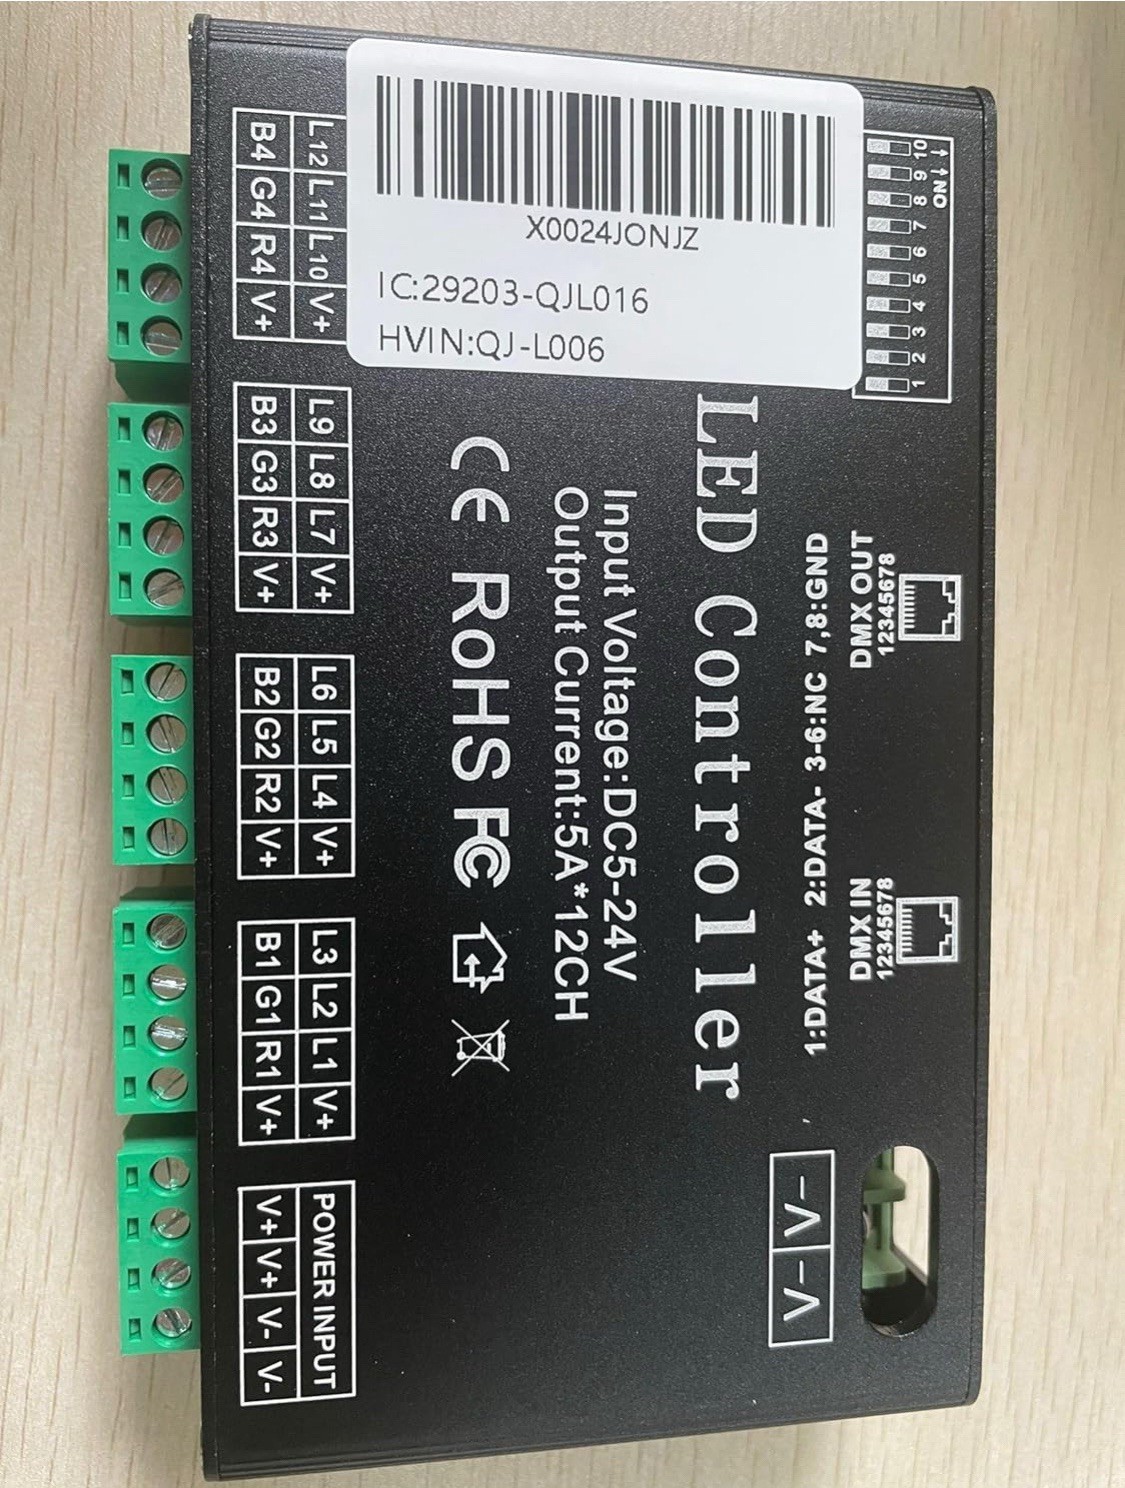 X0024JONJZ
IC:29203-QJL016
HVIN:QJ-L006
ON
1 2 3 4 5 6 7 8 9 10
DMX OUT
12345678
DMX IN
12345678
1:DATA+ 2:DATA- 3-6:NC 7,8:GND
LED Controller
Input Voltage:DC5-24V
Output Current:5A*12CH
CE RoHS FC
V- V-
L12 L11 L10 V+
B4 G4 R4 V+
L9 L8 L7 V+
B3 G3 R3 V+
L6 L5 L4 V+
B2 G2 R2 V+
L3 L2 L1 V+
B1 G1 R1 V+
POWER INPUT
V+ V+ V- V-